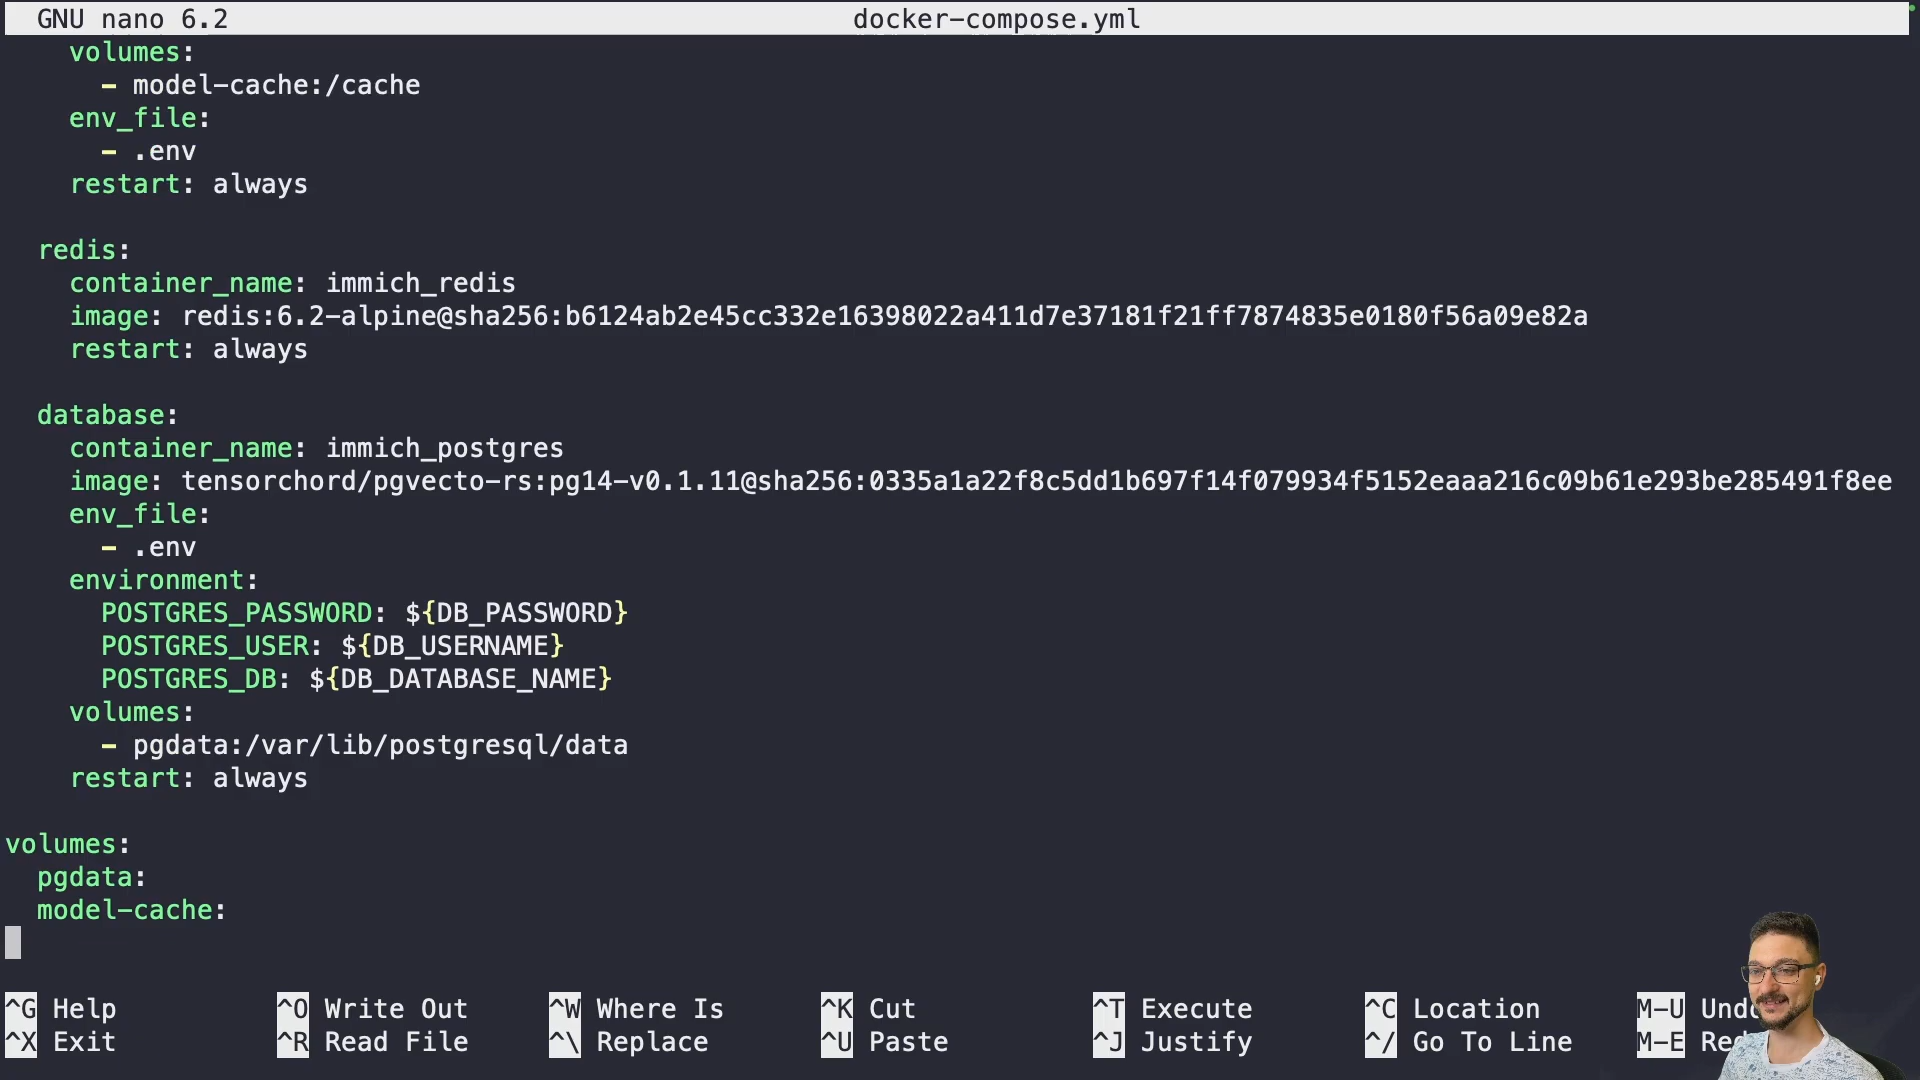 GNU nano 6.2 docker-compose.yml
volumes:
- model-cache:/cache
env_file:
- .env
restart: always
redis:
container_name: immich_redis
image: redis:6.2-alpine@sha256:b6124ab2e45cc332e16398022a411d7e37181f21ff7874835e0180f56a09e82a
restart: always
database:
container_name: immich_postgres
image: tensorchord/pgvecto-rs:pg14-v0.1.11@sha256:0335a1a22f8c5dd1b697f14f079934f5152eaaa216c09b61e293be285491f8ee
env_file:
- .env
environment:
POSTGRES_PASSWORD: ${DB_PASSWORD}
POSTGRES_USER: ${DB_USERNAME}
POSTGRES_DB: ${DB_DATABASE_NAME}
volumes:
- pgdata:/var/lib/postgresql/data
restart: always
volumes:
pgdata:
model-cache:
^G Help ^O Write Out ^W Where Is ^K Cut ^T Execute ^C Location M-U
^X Exit ^R Read File ^\ Replace ^U Paste ^J Justify ^/ Go To Line M-E